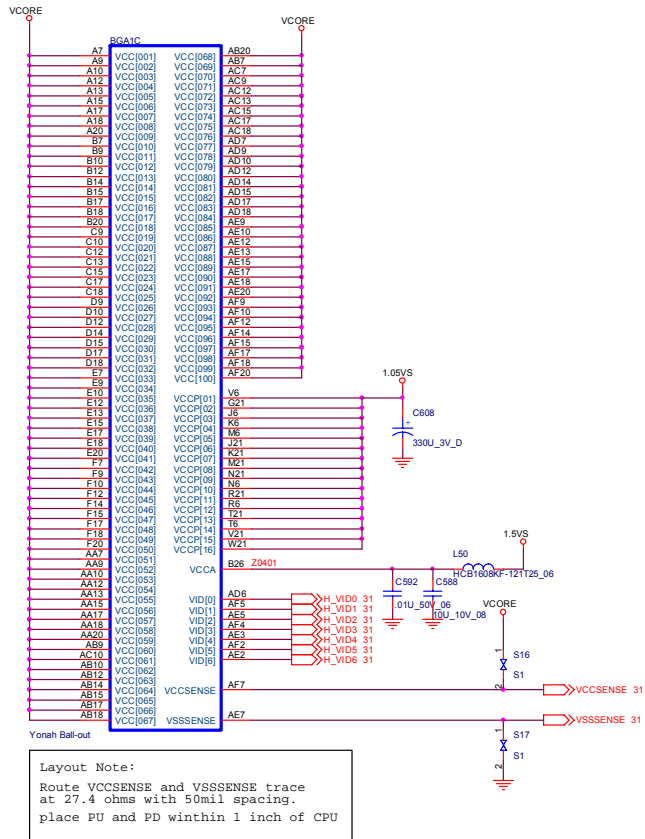 VCORE
VCORE
BGA1C
A7 VCC[001] VCC[068] AB20
A9 VCC[002] VCC[069] AB7
A10 VCC[003] VCC[070] AC7
A12 VCC[004] VCC[071] AC9
A13 VCC[005] VCC[072] AC12
A15 VCC[006] VCC[073] AC13
A17 VCC[007] VCC[074] AC15
A18 VCC[008] VCC[075] AC17
A20 VCC[009] VCC[076] AC18
B7 VCC[010] VCC[077] AD7
B9 VCC[011] VCC[078] AD9
B10 VCC[012] VCC[079] AD10
B12 VCC[013] VCC[080] AD12
B14 VCC[014] VCC[081] AD14
B15 VCC[015] VCC[082] AD15
B17 VCC[016] VCC[083] AD17
B18 VCC[017] VCC[084] AD18
B20 VCC[018] VCC[085] AE9
C9 VCC[019] VCC[086] AE10
C10 VCC[020] VCC[087] AE12
C12 VCC[021] VCC[088] AE13
C13 VCC[022] VCC[089] AE15
C15 VCC[023] VCC[090] AE17
C17 VCC[024] VCC[091] AE18
C18 VCC[025] VCC[092] AE20
D9 VCC[026] VCC[093] AF9
D10 VCC[027] VCC[094] AF10
D12 VCC[028] VCC[095] AF12
D14 VCC[029] VCC[096] AF14
D15 VCC[030] VCC[097] AF15
D17 VCC[031] VCC[098] AF17
D18 VCC[032] VCC[099] AF18
E7 VCC[033] VCC[100] AF20
1.05VS
E9 VCC[034]
E10 VCC[035] VCCP[01] V6
E12 VCC[036] VCCP[02] G21
E13 VCC[037] VCCP[03] J6
C608
E15 VCC[038] VCCP[04] K6
E17 VCC[039] VCCP[05] M6
+
E18 VCC[040] VCCP[06] J21
330U_3V_D
E20 VCC[041] VCCP[07] K21
F7 VCC[042] VCCP[08] M21
F9 VCC[043] VCCP[09] N21
F10 VCC[044] VCCP[10] N6
F12 VCC[045] VCCP[11] R21
F14 VCC[046] VCCP[12] R6
F15 VCC[047] VCCP[13] T21
F17 VCC[048] VCCP[14] T6
F18 VCC[049] VCCP[15] V21
F20 VCC[050] VCCP[16] W21
1.5VS
AA7 VCC[051]
L50
AA9 VCC[052] VCCA B26 Z0401
HCB1608KF-121T25_06
AA10 VCC[053]
AA12 VCC[054]
C592 C588
AA13 VCC[055] VID[0] AD6 H_VID0 31
.01U_50V_06
AA15 VCC[056] VID[1] AF5 H_VID1 31
10U_10V_08
VCORE
AA17 VCC[057] VID[2] AE5 H_VID2 31
AA18 VCC[058] VID[3] AF4 H_VID3 31
AA20 VCC[059] VID[4] AE3 H_VID4 31
AB9 VCC[060] VID[5] AF2 H_VID5 31
AC10 VCC[061] VID[6] AE2 H_VID6 31
1 S16
AB10 VCC[062]
AB12 VCC[063]
2 S1
AB14 VCC[064] VCCSENSE AF7 VCCSENSE 31
AB15 VCC[065]
AB17 VCC[066]
AB18 VCC[067] VSSSENSE AE7 VSSSENSE 31
Yonah Ball-out
1 S17
2 S1
Layout Note:
Route VCCSENSE and VSSSENSE trace
at 27.4 ohms with 50mil spacing.
place PU and PD winthin 1 inch of CPU